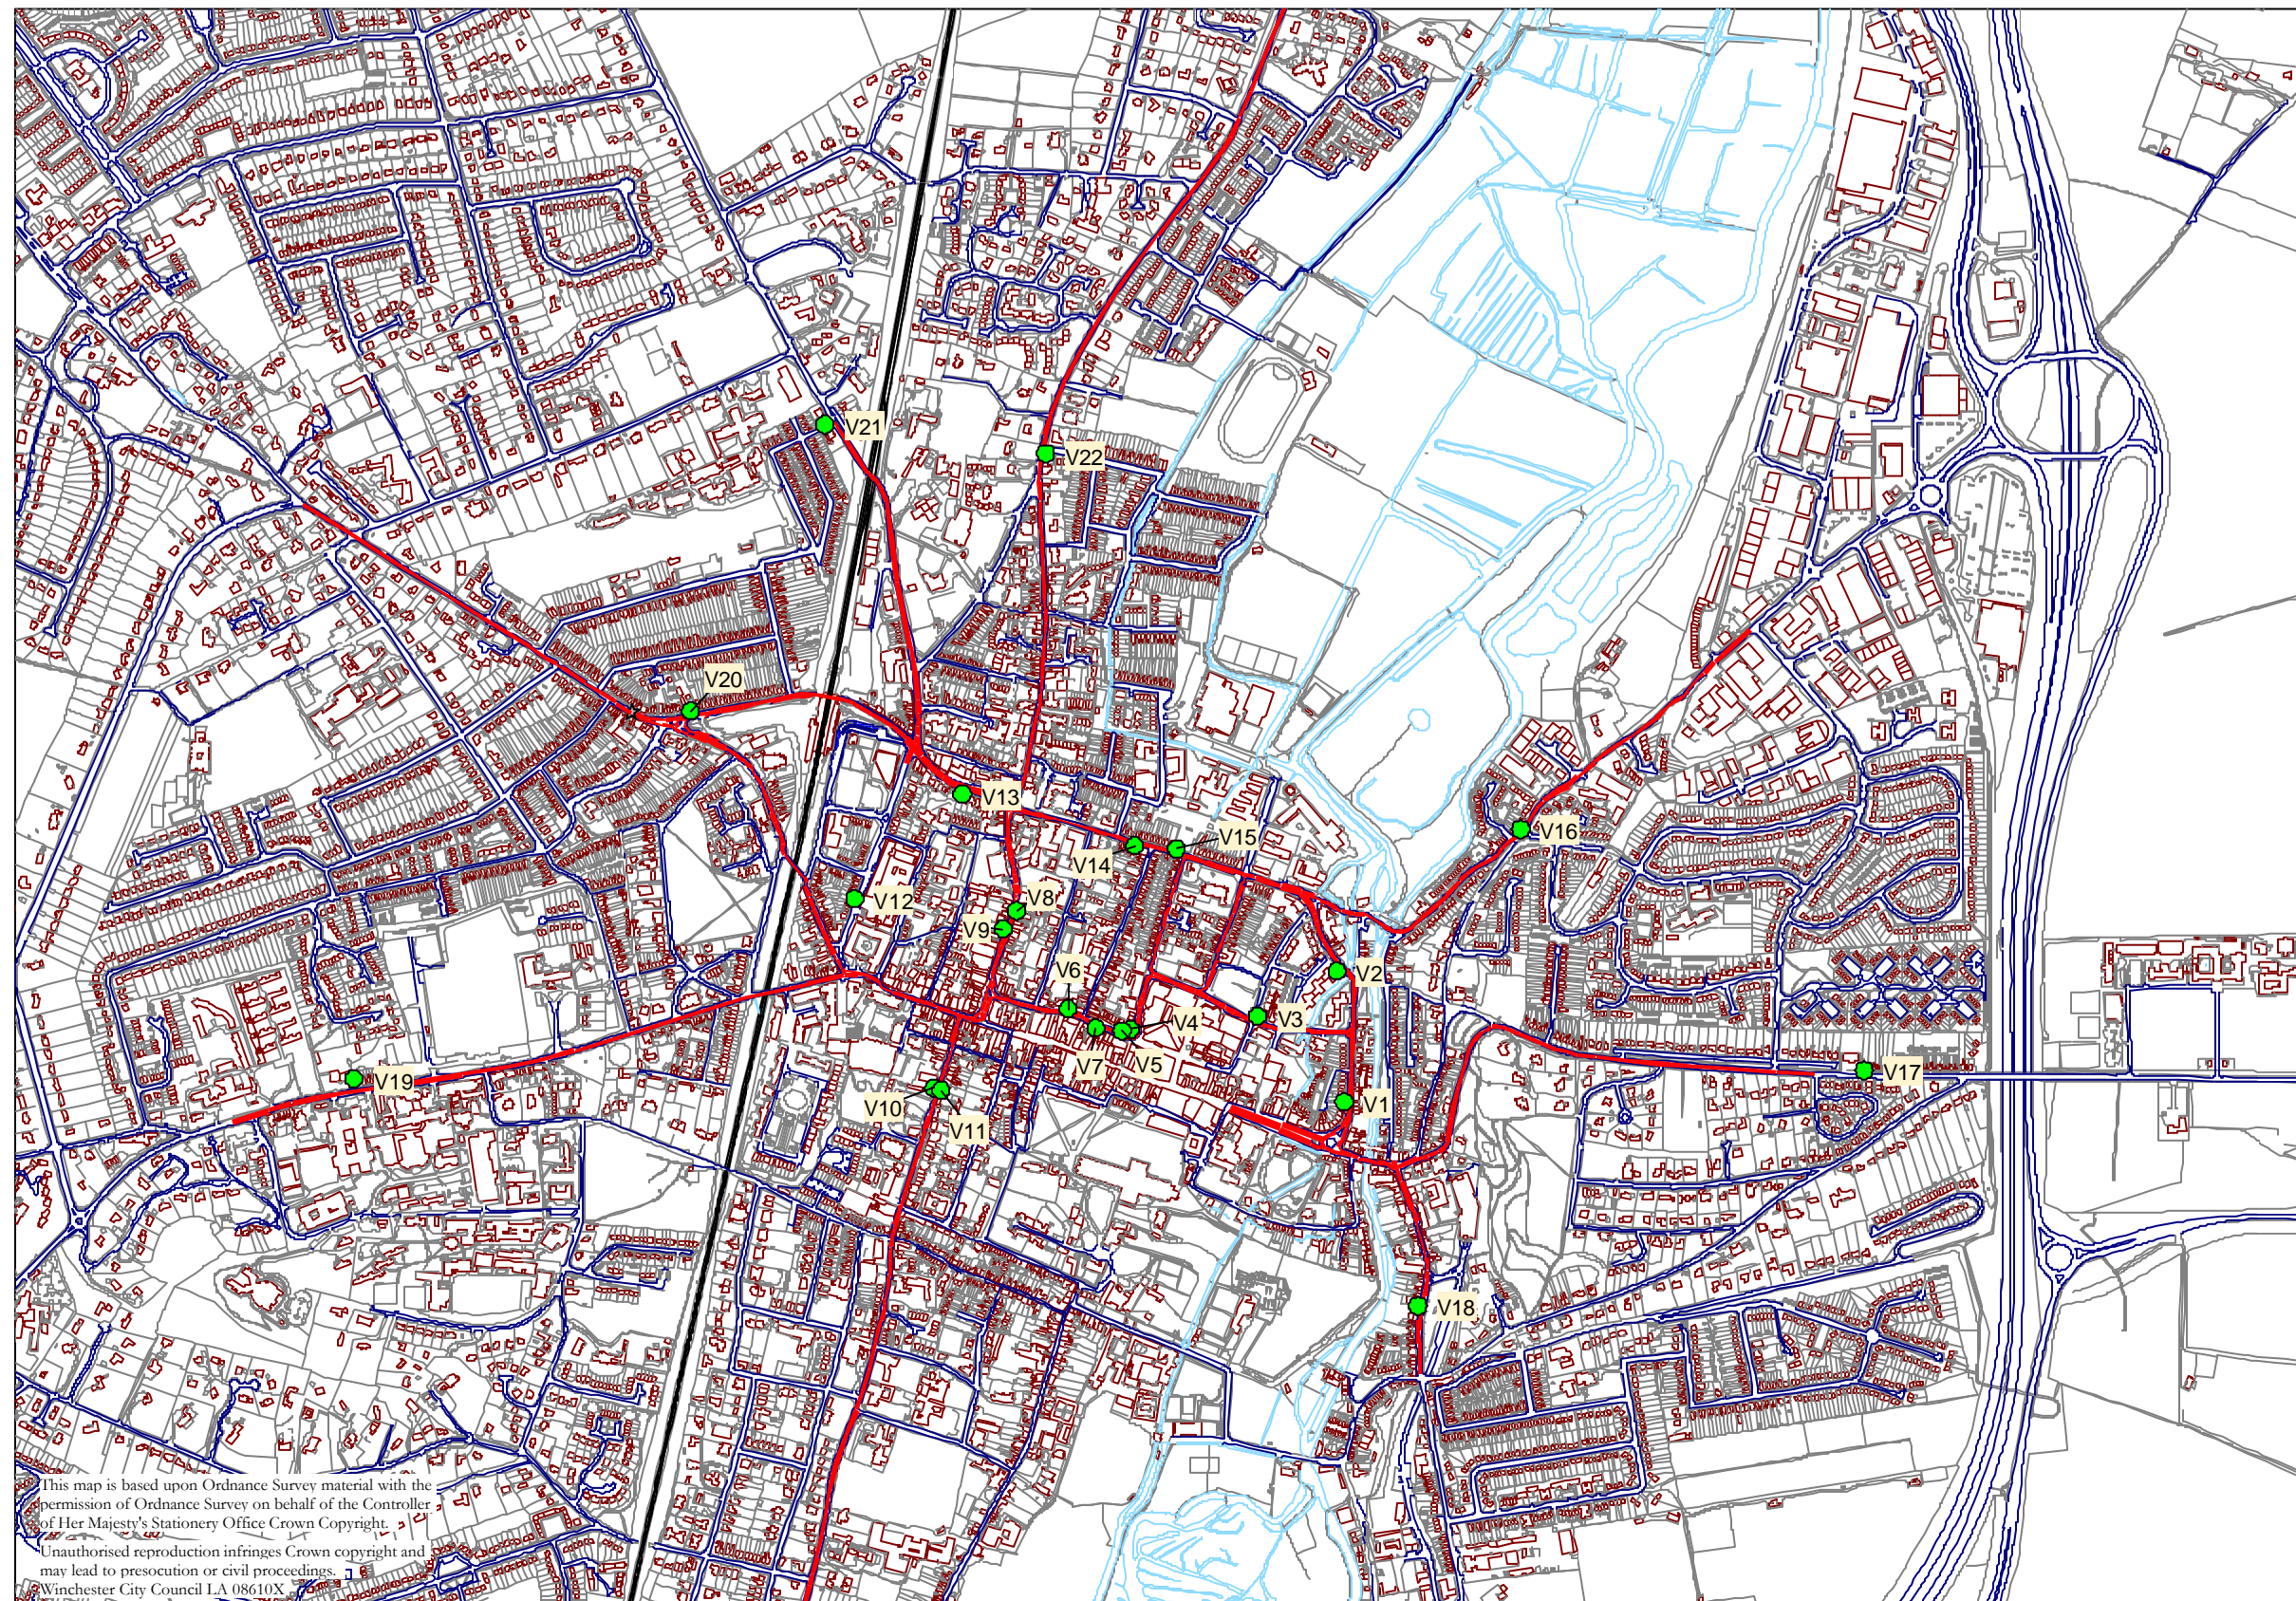 V21
V22
V20
V13
V15
V14
V16
V12
V8
V9
V6
V2
V3
V4
V5
V7
V17
V19
V10
V1
V11
V18
This map is based upon Ordnance Survey material with the
permission of Ordnance Survey on behalf of the Controller
of Her Majesty's Stationery Office Crown Copyright.
Unauthorised reproduction infringes Crown copyright and
may lead to presocution or civil proceedings.
Winchester City Council LA 08610X